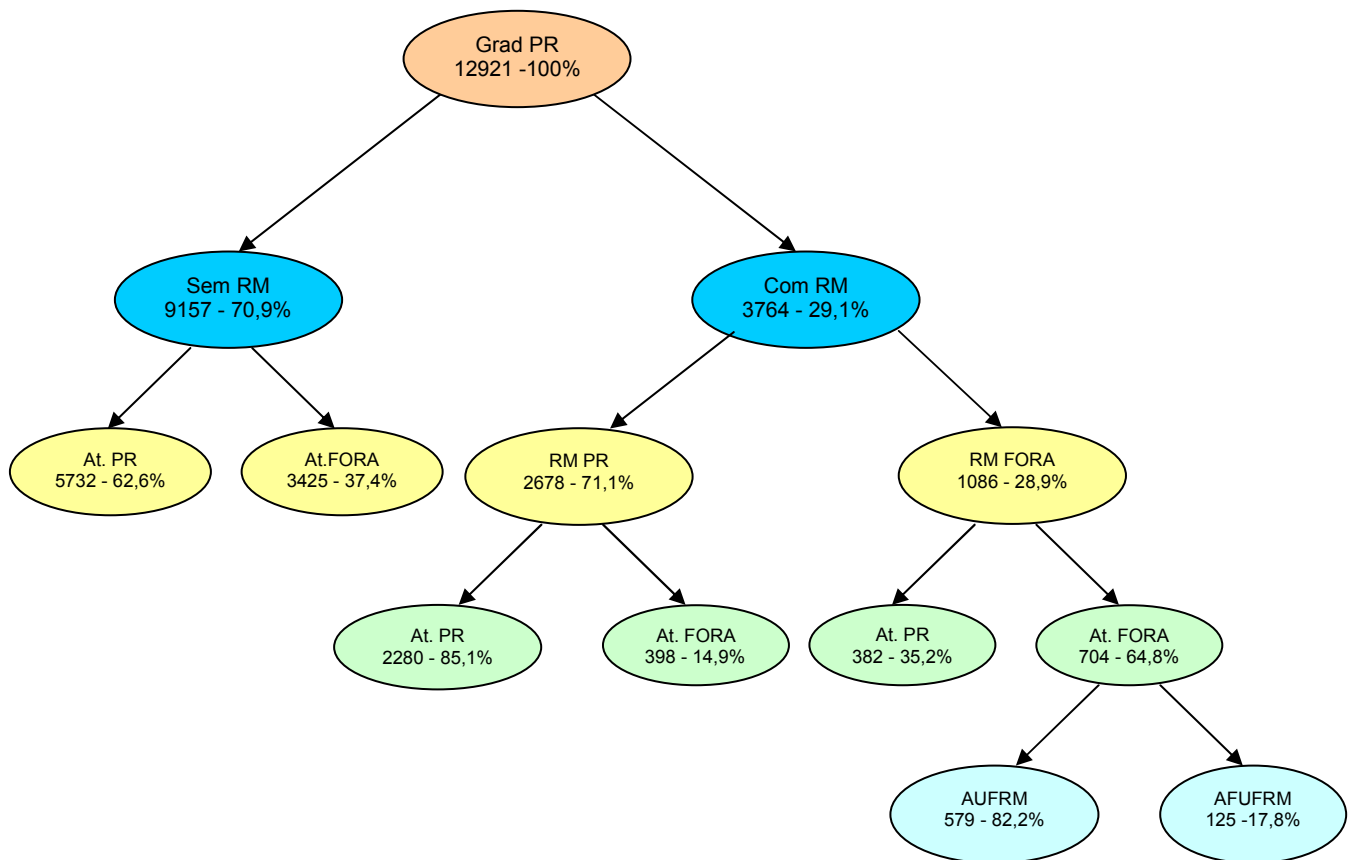 Grad PR
12921 -100%
Sem RM
9157 - 70,9%
Com RM
3764 - 29,1%
At. PR
5732 - 62,6%
At.FORA
3425 - 37,4%
RM PR
2678 - 71,1%
RM FORA
1086 - 28,9%
At. PR
2280 - 85,1%
At. FORA
398 - 14,9%
At. PR
382 - 35,2%
At. FORA
704 - 64,8%
AUFRM
579 - 82,2%
AFUFRM
125 -17,8%